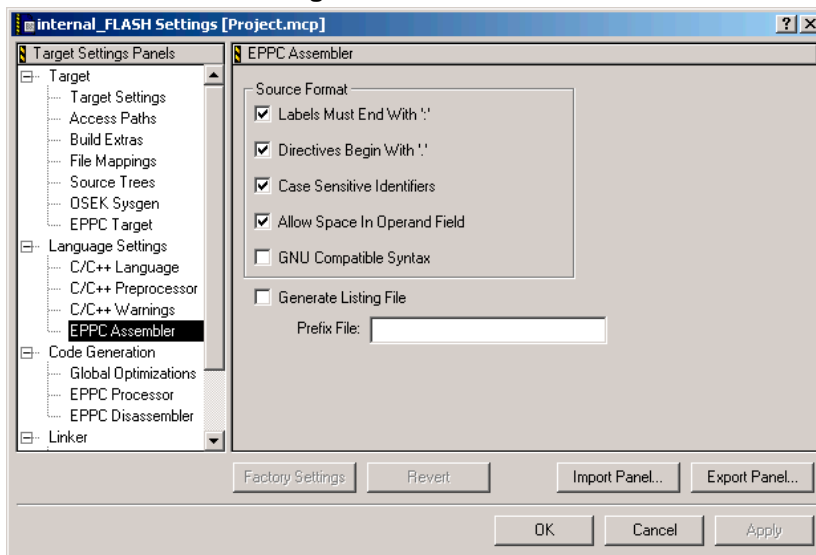 internal_FLASH Settings [Project.mcp]
Target Settings Panels
Target
Target Settings
Access Paths
Build Extras
File Mappings
Source Trees
OSEK Sysgen
EPPC Target
Language Settings
C/C++ Language
C/C++ Preprocessor
C/C++ Warnings
EPPC Assembler
Code Generation
Global Optimizations
EPPC Processor
EPPC Disassembler
Linker
EPPC Assembler
Source Format
Labels Must End With ':'
Directives Begin With '.'
Case Sensitive Identifiers
Allow Space In Operand Field
GNU Compatible Syntax
Generate Listing File
Prefix File:
Factory Settings Revert Import Panel... Export Panel...
OK Cancel Apply